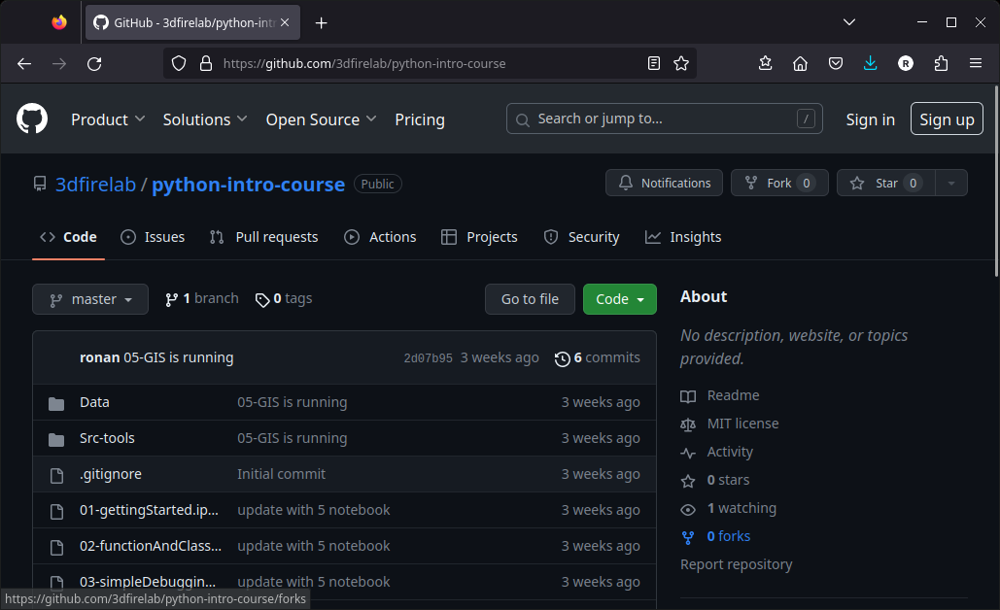 GitHub - 3dfirelab/python-int
https://github.com/3dfirelab/python-intro-course
R
Product Solutions Open Source Pricing
Search or jump to... /
Sign in Sign up
3dfirelab / python-intro-course Public
Notifications Fork 0 Star 0
Code Issues Pull requests Actions Projects Security Insights
master 1 branch 0 tags Go to file Code
ronan 05-GIS is running 2d07b95 3 weeks ago 6 commits
Data 05-GIS is running 3 weeks ago
Src-tools 05-GIS is running 3 weeks ago
.gitignore Initial commit 3 weeks ago
01-gettingStarted.ip... update with 5 notebook 3 weeks ago
02-functionAndClass... update with 5 notebook 3 weeks ago
03-simpleDebuggin... update with 5 notebook 3 weeks ago
About
No description, website, or topics
provided.
Readme
MIT license
Activity
0 stars
1 watching
0 forks
Report repository
https://github.com/3dfirelab/python-intro-course/forks